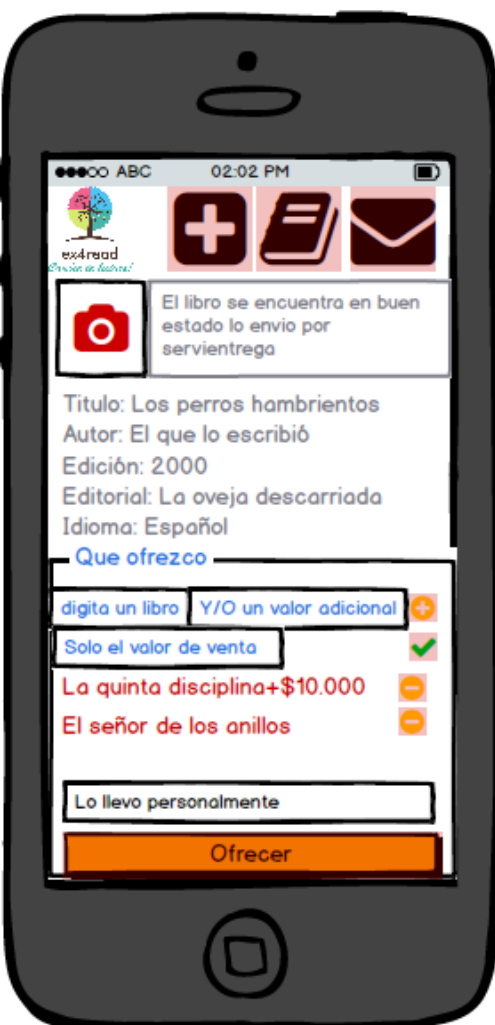 ABC 02:02 PM
ex4read
El libro se encuentra en buen
estado lo envio por
servientrega
Titulo: Los perros hambrientos
Autor: El que lo escribió
Edición: 2000
Editorial: La oveja descarriada
Idioma: Español
Que ofrezco
digita un libro Y/O un valor adicional
Solo el valor de venta
La quinta disciplina+$10.000
El señor de los anillos
Lo llevo personalmente
Ofrecer